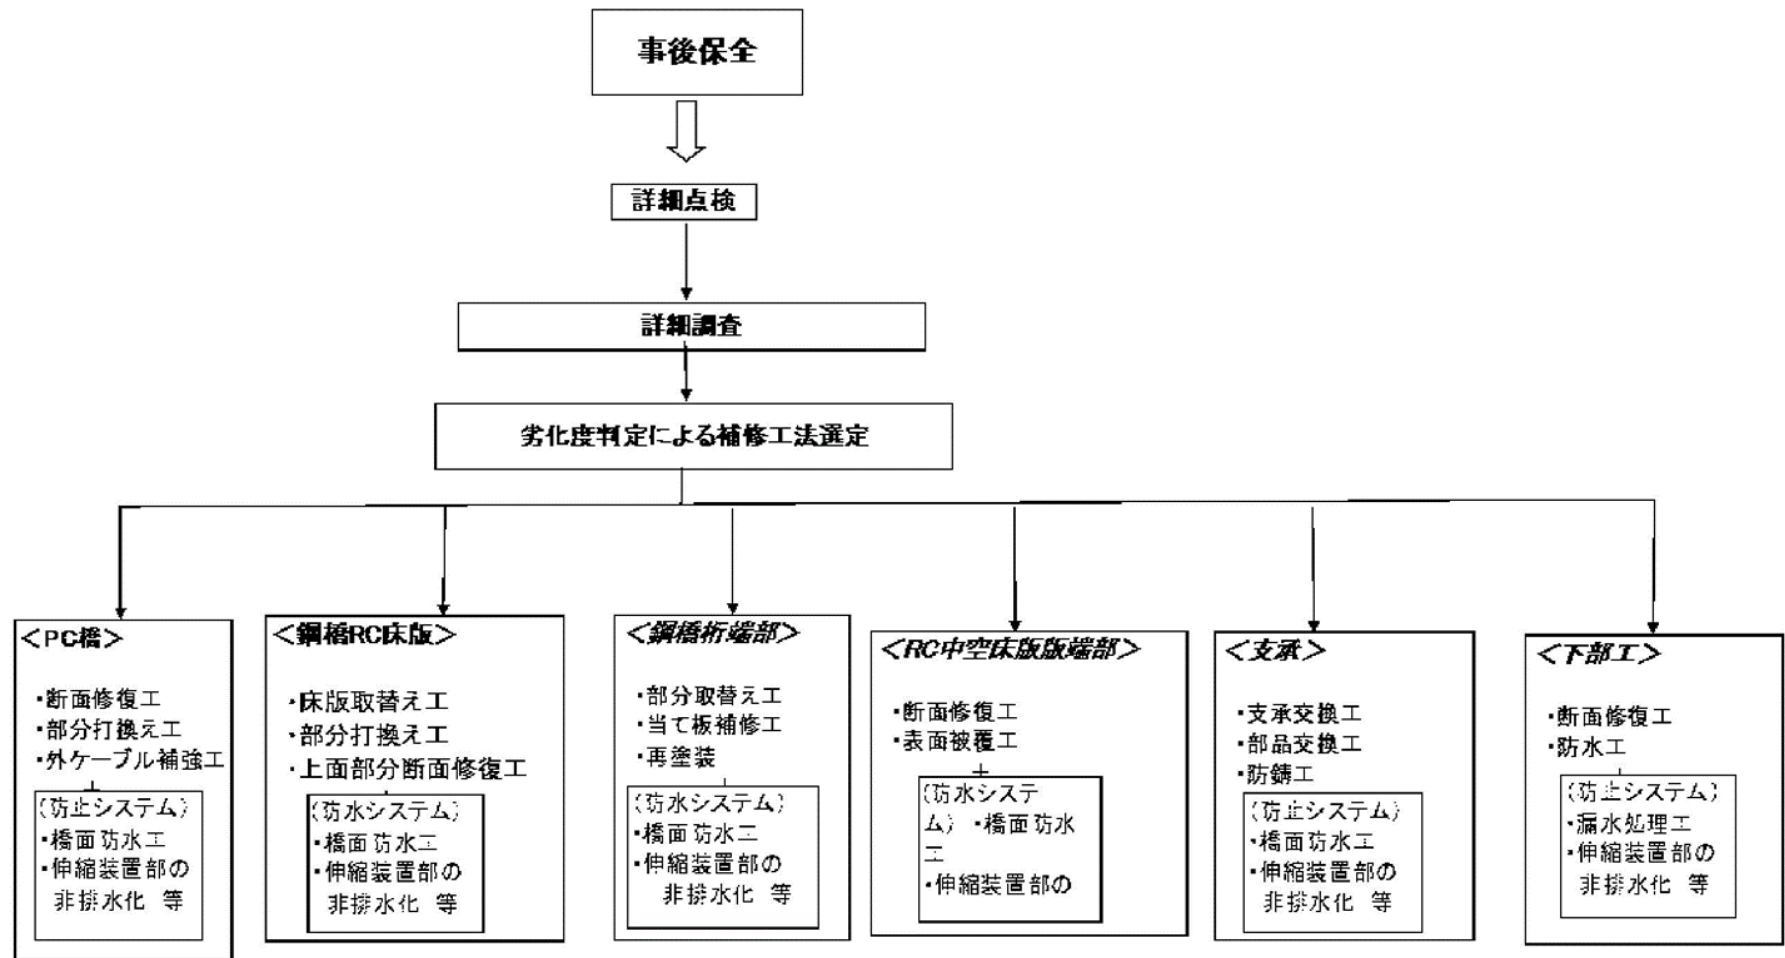 事後保全
詳細点検
詳細調査
劣化度判定による補修工法選定
＜PC橋＞
・断面修復工
・部分打換え工
・外ケーブル補強工
＋
(防止システム)
・橋面防水工
・伸縮装置部の
非排水化 等
＜鋼橋RC床版＞
・床版取替え工
・部分打換え工
・上面部分断面修復工
(防水システム)
・橋面防水工
・伸縮装置部の
非排水化 等
＜鋼橋桁端部＞
・部分取替え工
・当て板補修工
・再塗装
(防水システム)
・橋面防水工
・伸縮装置部の
非排水化 等
＜RC中空床版版端部＞
・断面修復工
・表面被覆工
＋
(防水システ
ム) ・橋面防水
工
・伸縮装置部の
＜支承＞
・支承交換工
・部品交換工
・防錆工
(防止システム)
・橋面防水工
・伸縮装置部の
非排水化 等
＜下部工＞
・断面修復工
・防水工
＋
(防止システム)
・漏水処理工
・伸縮装置部の
非排水化 等